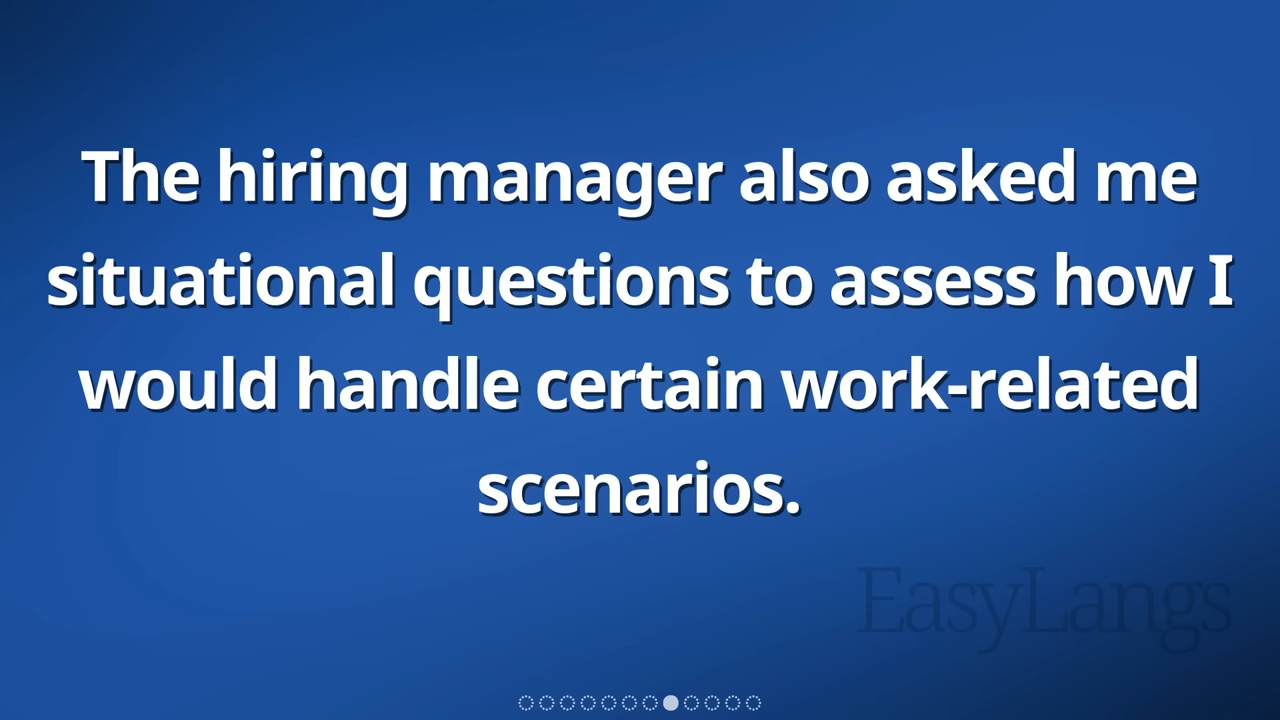 The hiring manager also asked me
situational questions to assess how I
would handle certain work-related
scenarios.
EasyLangs